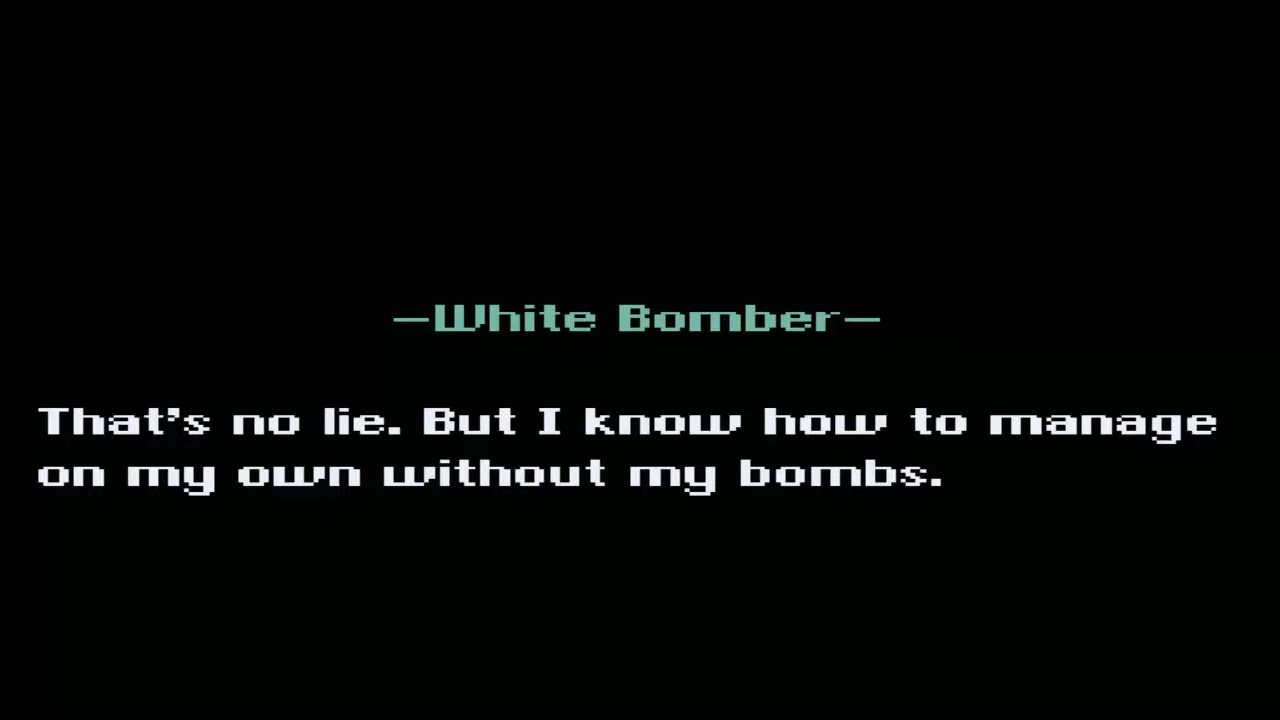 —White Bomber—
That's no lie. But I know how to manage
on my own without my bombs.